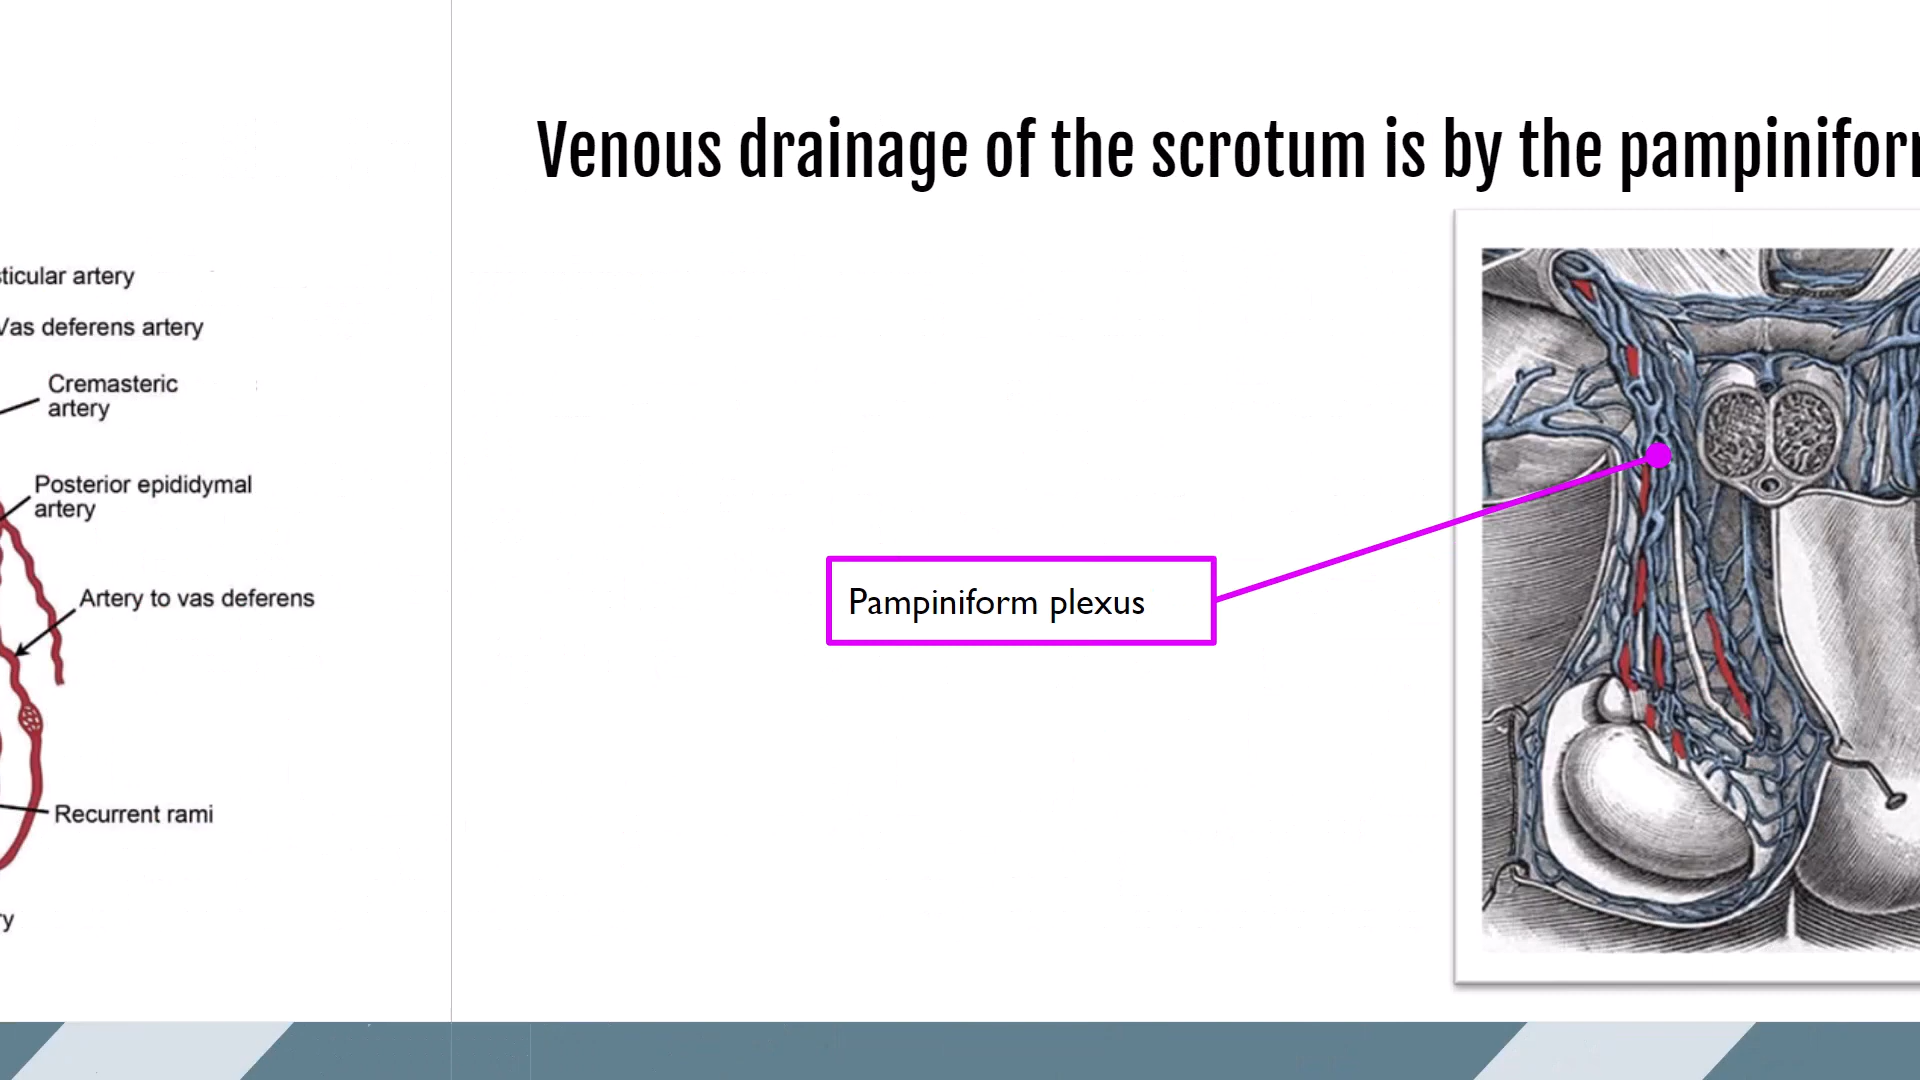 Venous drainage of the scrotum is by the
ticular artery
Vas deferens artery
Cremasteric
artery
Posterior epididymal
artery
Artery to vas deferens
Recurrent rami
Pampiniform plexus